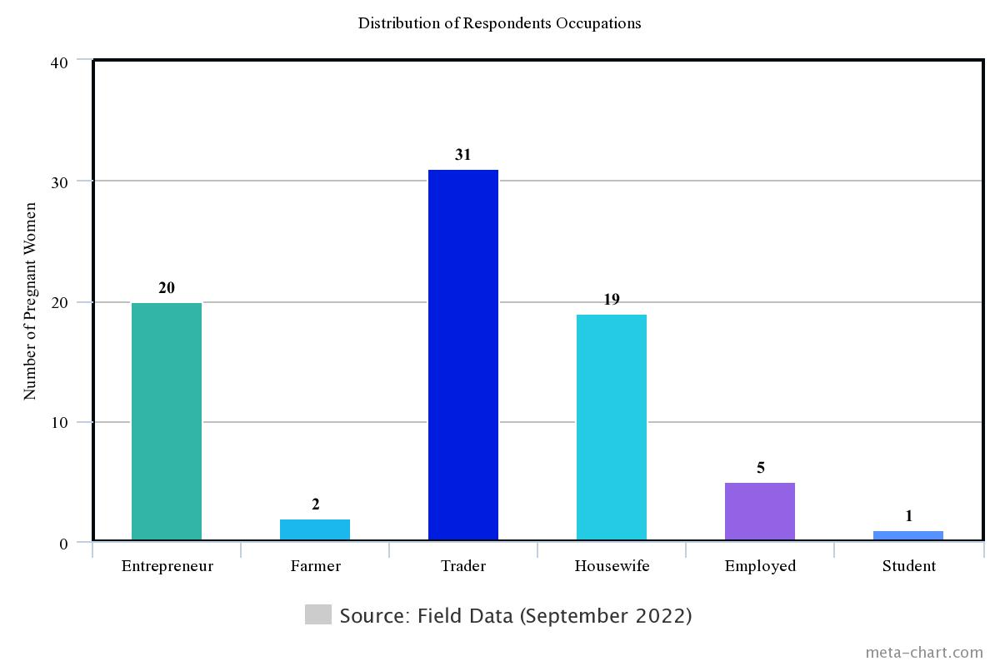 Distribution of Respondents Occupations
Number of Pregnant Women
40
30
20
10
0
20
2
31
19
5
1
Entrepreneur
Farmer
Trader
Housewife
Employed
Student
Source: Field Data (September 2022)
meta-chart.com